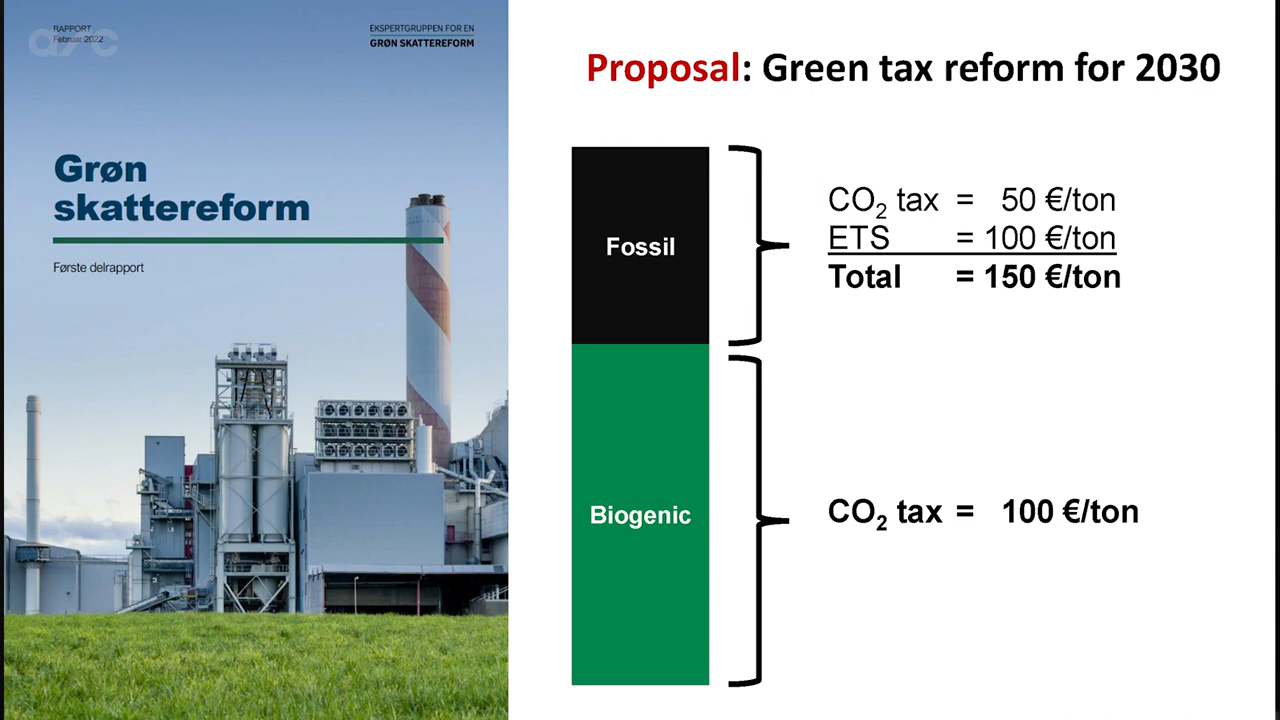 RAPPORT
Februar 2022
EKSPERTGRUPPEN FOR EN
GRØN SKATTEREFORM
Grøn
skattereform
Første delrapport
Proposal: Green tax reform for 2030
Fossil
CO₂ tax = 50 €/ton
ETS = 100 €/ton
Total = 150 €/ton
Biogenic
CO₂ tax = 100 €/ton